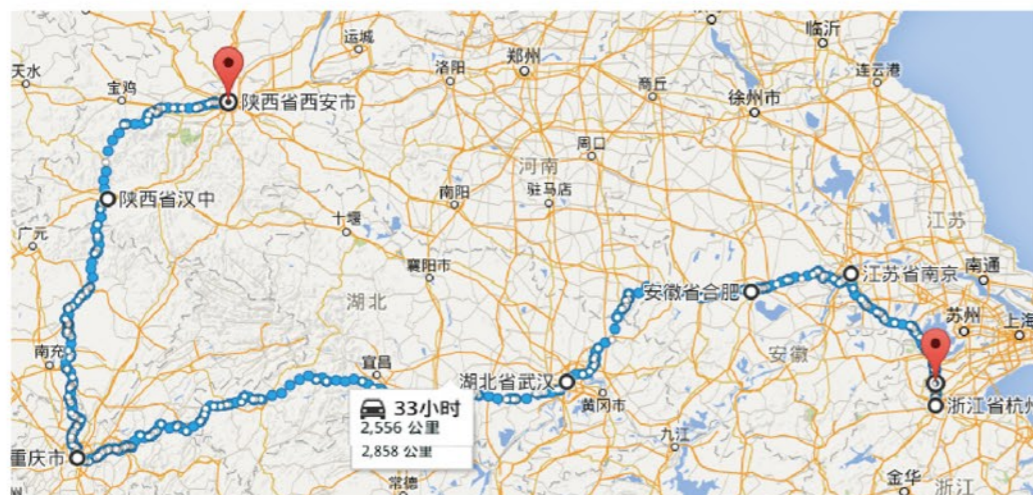 临沂
运城
郑州
天水
洛阳
连云港
宝鸡
商丘
徐州市
陕西省西安市
周口
河南
陕西省汉中
南阳
驻马店
十堰
江苏
广元
襄阳市
江苏省南京
南通
安徽省合肥
湖北
苏州
上海
南充
宜昌
安徽
湖北省武汉
33小时
2,556 公里
2,858 公里
黄冈市
浙江省杭州
九江
重庆市
常德
金华
浙江